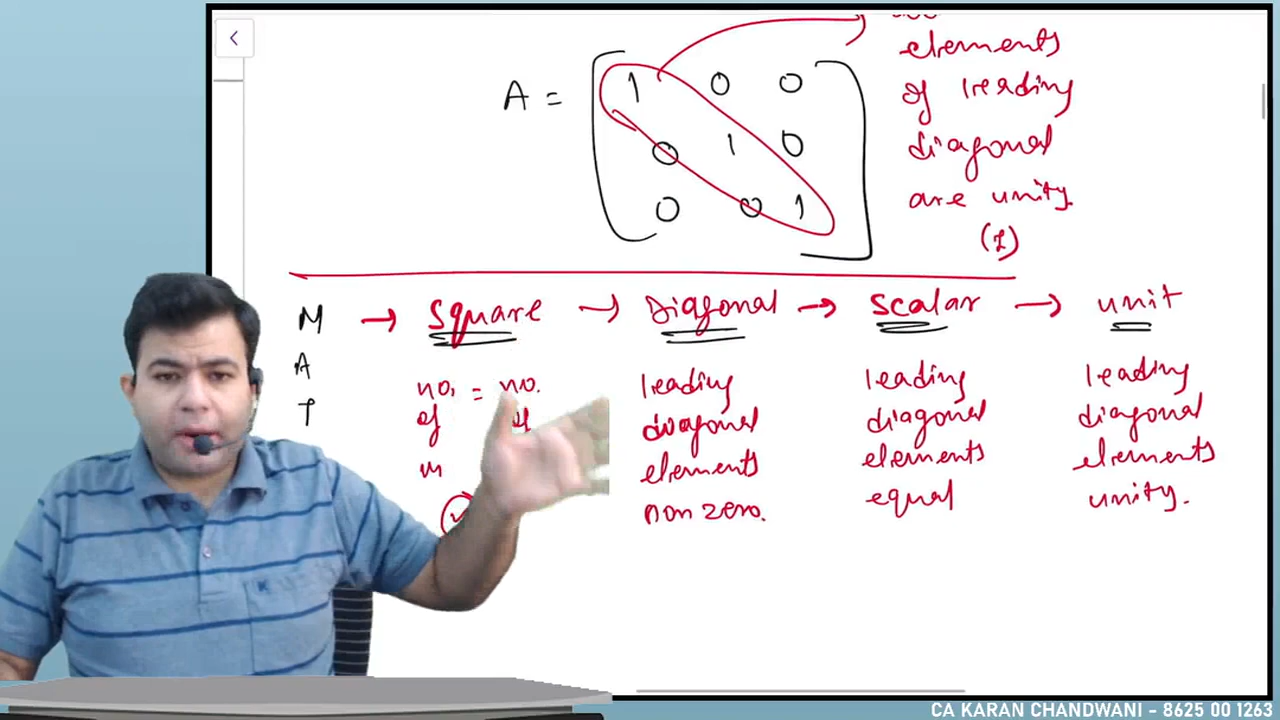 elements
A = 1 0 0
of leading
0 1 0
diagonal
0 0 1
are unity.
(1)
M → Square → Diagonal → Scalar → unit
A
T
no. = no.
of of
m
leading
diagonal
elements
non zero.
leading
diagonal
elements
equal
leading
diagonal
elements
unity.
CA KARAN CHANDWANI - 8625 00 1263